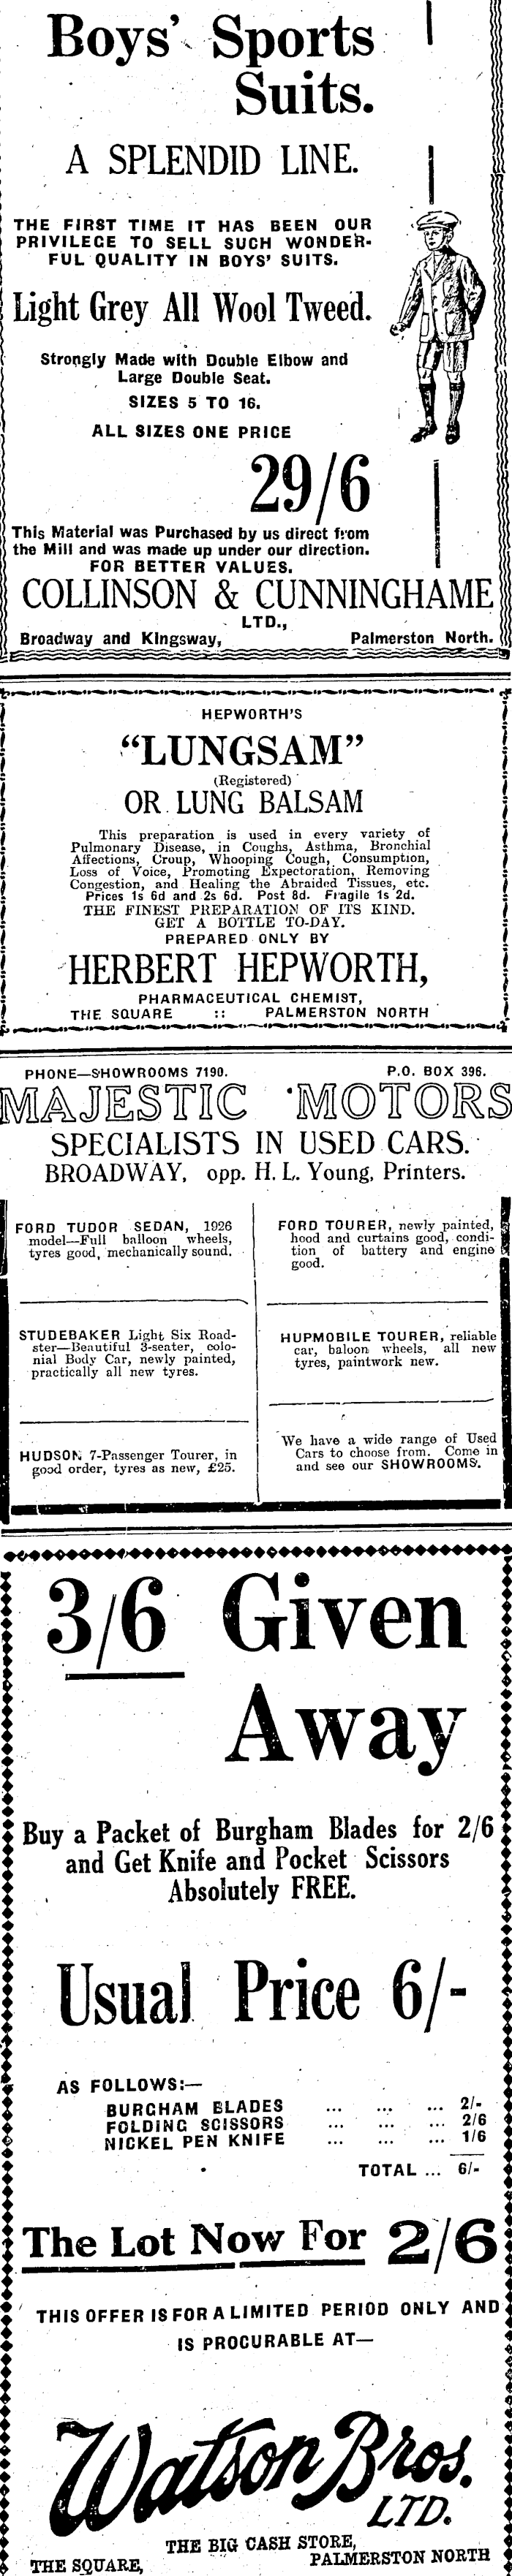 Boys' Sports
Suits.
A SPLENDID LINE.
THE FIRST TIME IT HAS BEEN OUR
PRIVILEGE TO SELL SUCH WONDER-
FUL QUALITY IN BOYS' SUITS.
Light Grey All Wool Tweed.
Strongly Made with Double Elbow and
Large Double Seat.
SIZES 5 TO 16.
ALL SIZES ONE PRICE
29/6
This Material was Purchased by us direct from
the Mill and was made up under our direction.
FOR BETTER VALUES.
COLLINSON & CUNNINGHAME
LTD.,
Broadway and Kingsway, Palmerston North.
HEPWORTH'S
"LUNGSAM"
(Registered)
OR LUNG BALSAM
This preparation is used in every variety of
Pulmonary Disease, in Coughs, Asthma, Bronchial
Affections, Croup, Whooping Cough, Consumption,
Loss of Voice, Promoting Expectoration, Removing
Congestion, and Healing the Abraided Tissues, etc.
Prices 1s 6d and 2s 6d. Post 8d. Fragile 1s 2d.
THE FINEST PREPARATION OF ITS KIND.
GET A BOTTLE TO-DAY.
PREPARED ONLY BY
HERBERT HEPWORTH,
PHARMACEUTICAL CHEMIST,
THE SQUARE :: PALMERSTON NORTH
PHONE—SHOWROOMS 7190. P.O. BOX 396.
MAJESTIC MOTORS
SPECIALISTS IN USED CARS.
BROADWAY, opp. H. L. Young, Printers.
FORD TUDOR SEDAN, 1926
model—Full balloon wheels,
tyres good, mechanically sound.
STUDEBAKER Light Six Road-
ster—Beautiful 3-seater, colo-
nial Body Car, newly painted,
practically all new tyres.
HUDSON 7-Passenger Tourer, in
good order, tyres as new, £25.
FORD TOURER, newly painted,
hood and curtains good, condi-
tion of battery and engine
good.
HUPMOBILE TOURER, reliable
car, baloon wheels, all new
tyres, paintwork new.
We have a wide range of Used
Cars to choose from. Come in
and see our SHOWROOMS.
3/6 Given
Away
Buy a Packet of Burgham Blades for 2/6
and Get Knife and Pocket Scissors
Absolutely FREE.
Usual Price 6/-
AS FOLLOWS:—
BURGHAM BLADES ... ... ... 2/-
FOLDING SCISSORS ... ... ... 2/6
NICKEL PEN KNIFE ... ... ... 1/6
TOTAL ... 6/-
The Lot Now For 2/6
THIS OFFER IS FOR A LIMITED PERIOD ONLY AND
IS PROCURABLE AT—
Watson Bros.
LTD.
THE BIG CASH STORE,
THE SQUARE, PALMERSTON NORTH